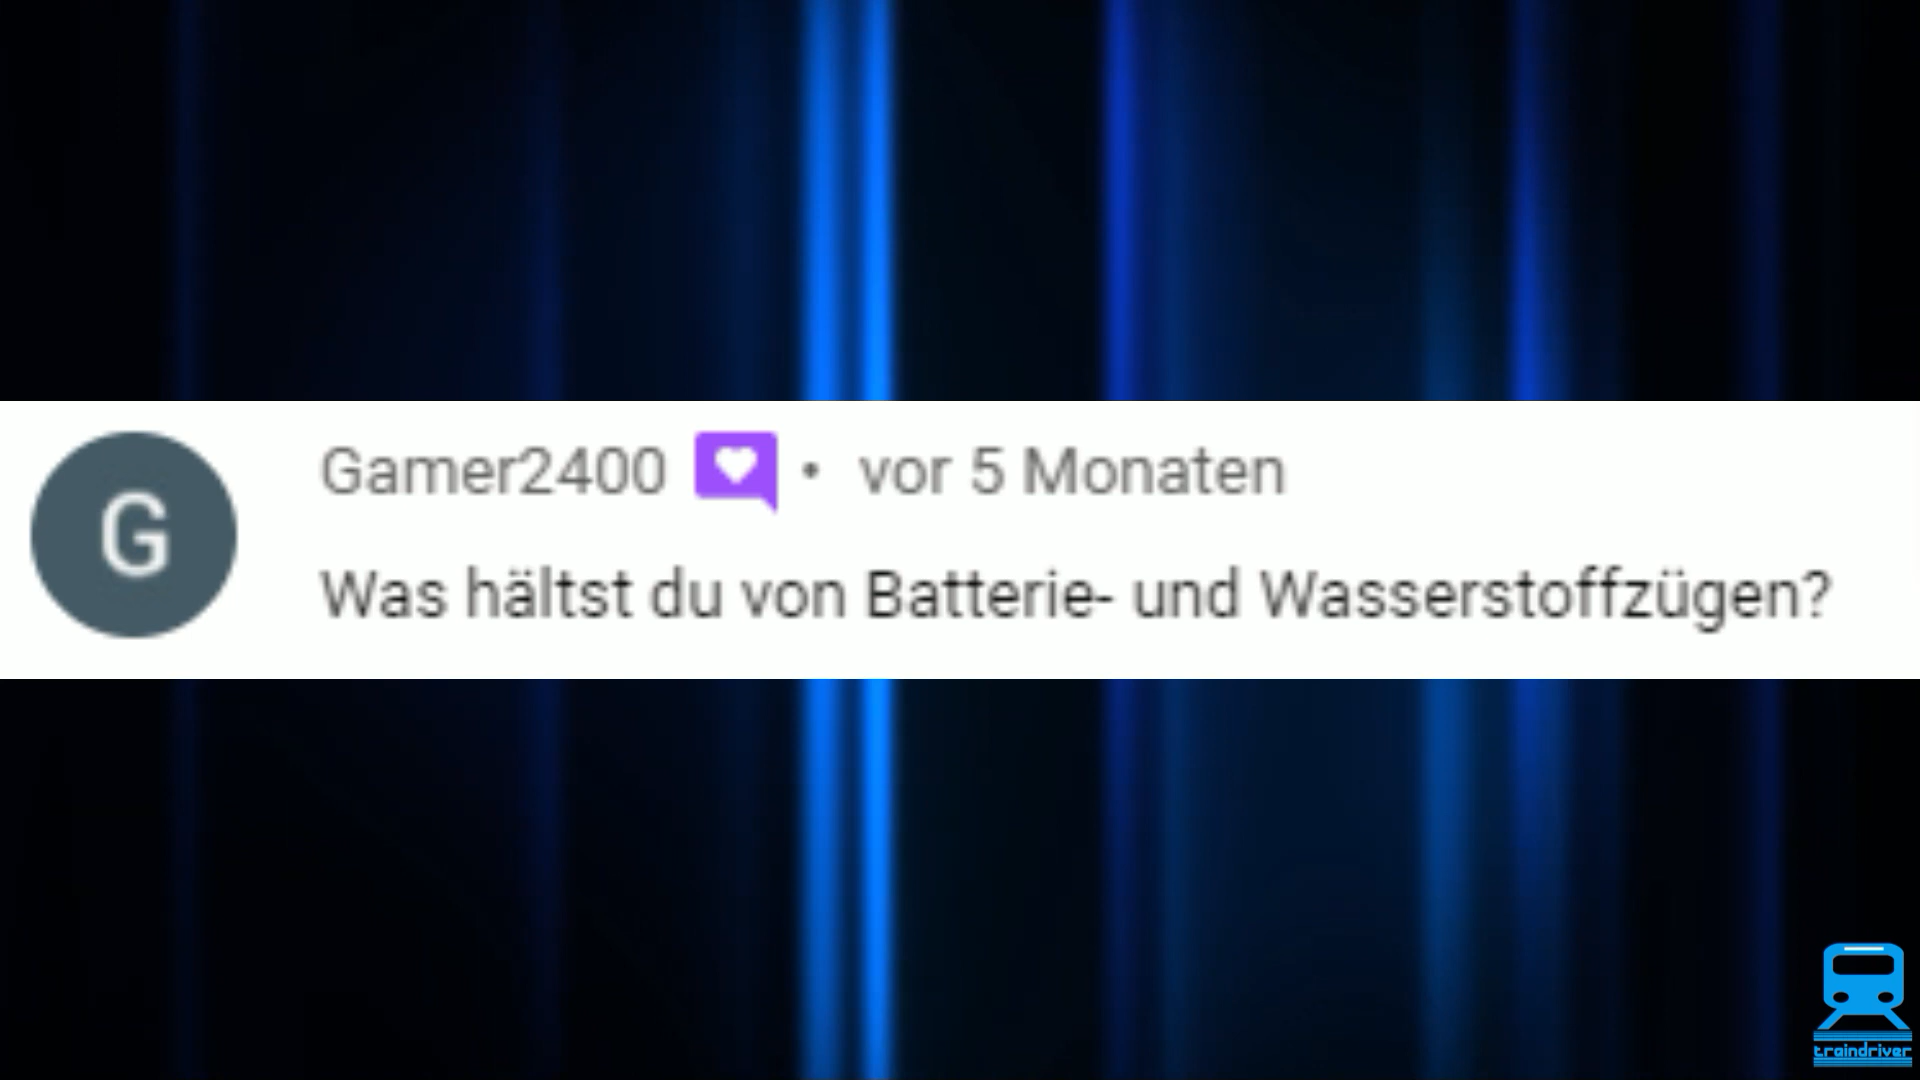 G
Gamer2400 • vor 5 Monaten
Was hältst du von Batterie- und Wasserstoffzügen?
traindriver